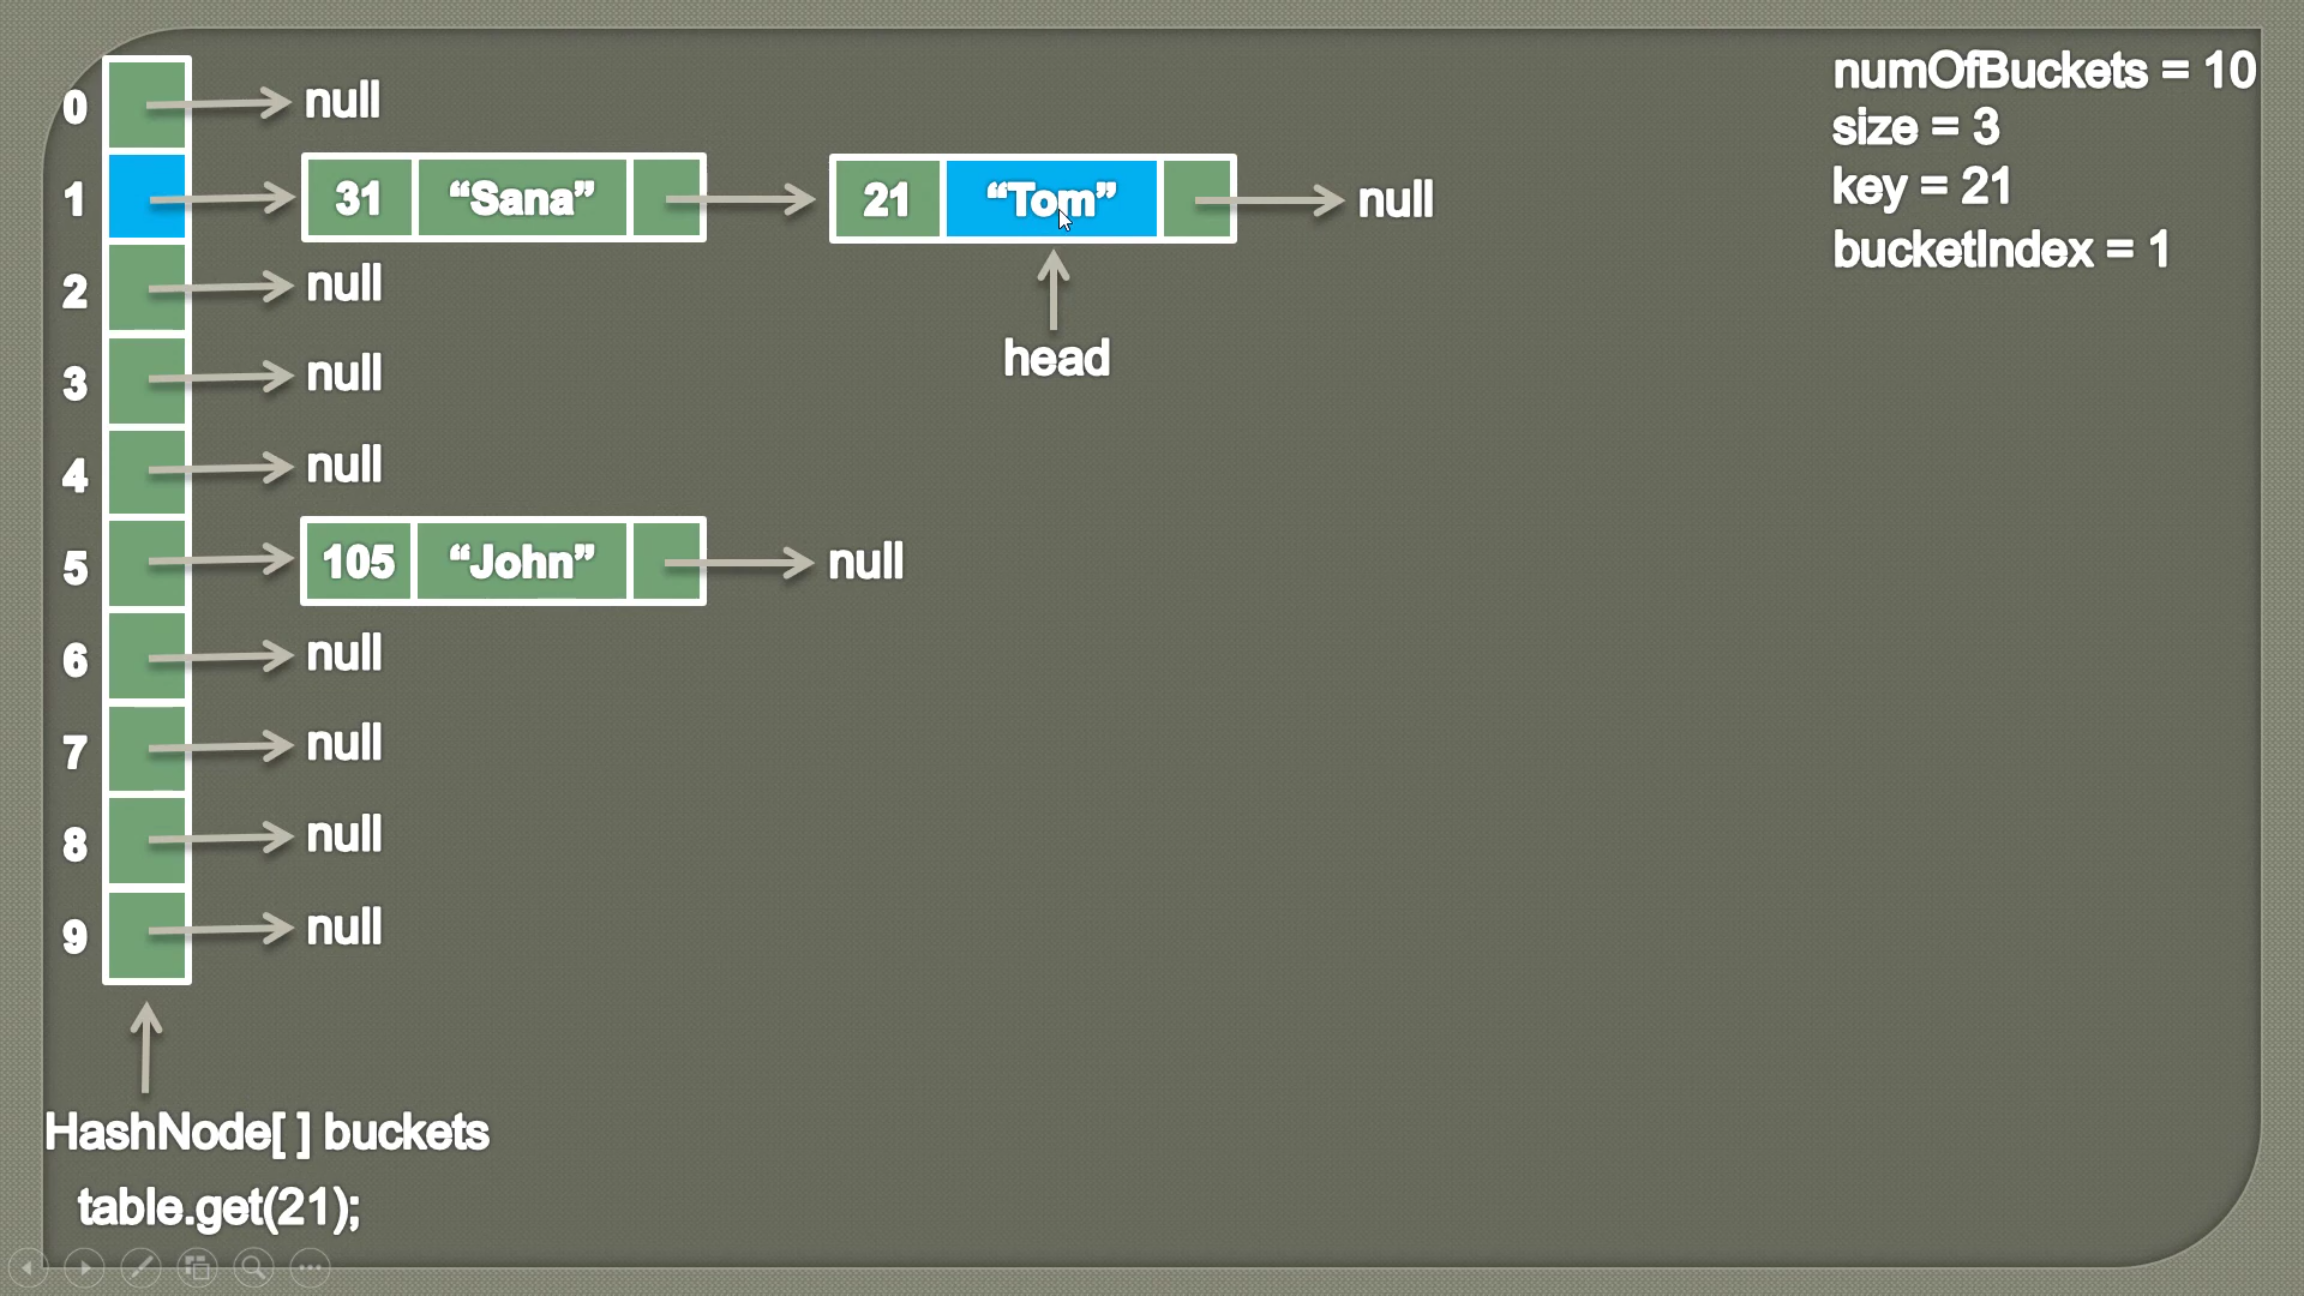 numOfBuckets = 10
size = 3
key = 21
bucketIndex = 1
0 null
1 31 “Sana” 21 “Tom” null
2 null
head
3 null
4 null
5 105 “John” null
6 null
7 null
8 null
9 null
HashNode[ ] buckets
table.get(21);